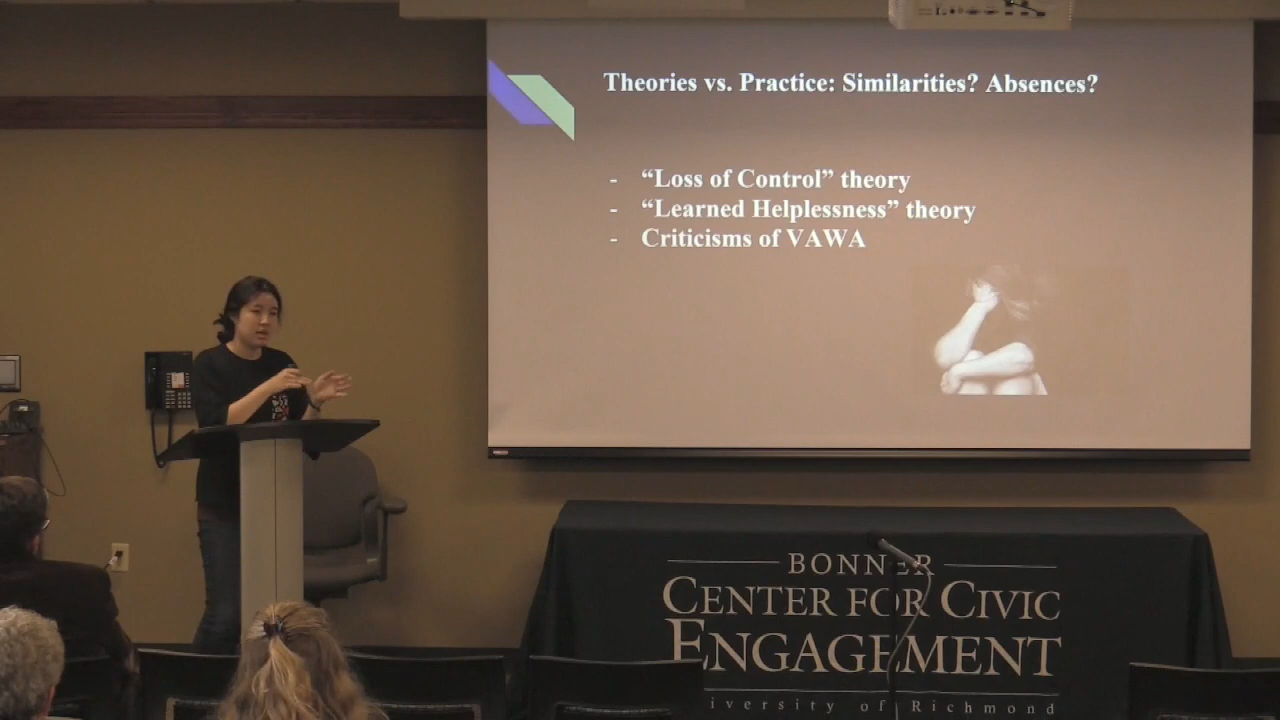 Theories vs. Practice: Similarities? Absences?
- “Loss of Control” theory
- “Learned Helplessness” theory
- Criticisms of VAWA
BONNER
CENTER FOR CIVIC
ENGAGEMENT
University of Richmond